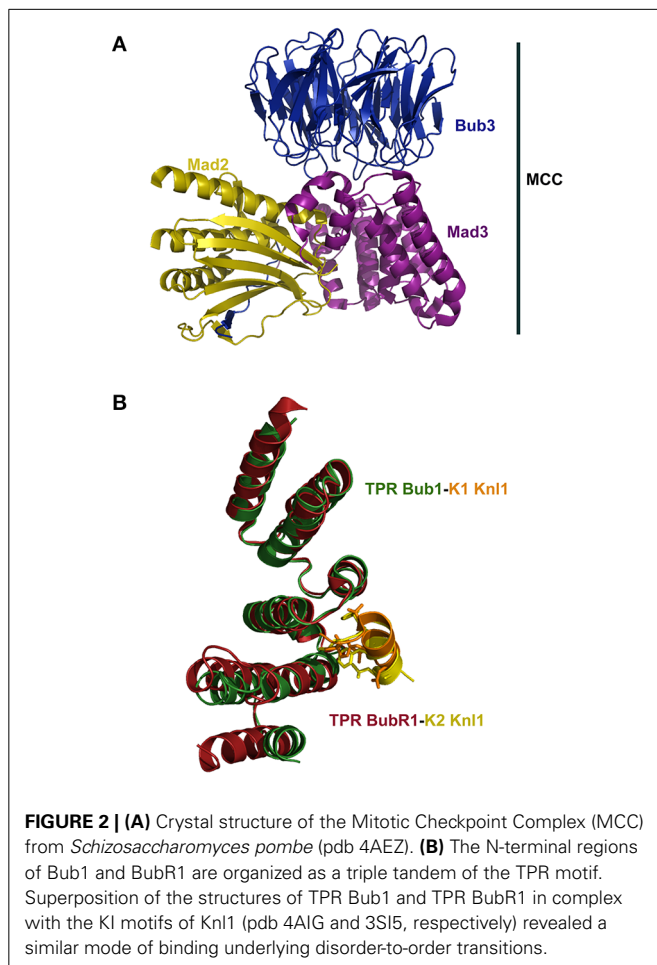 A
Bub3
Mad2
MCC
Mad3
B
TPR Bub1-K1 Knl1
TPR BubR1-K2 Knl1
FIGURE 2 | (A) Crystal structure of the Mitotic Checkpoint Complex (MCC)
from Schizosaccharomyces pombe (pdb 4AEZ). (B) The N-terminal regions
of Bub1 and BubR1 are organized as a triple tandem of the TPR motif.
Superposition of the structures of TPR Bub1 and TPR BubR1 in complex
with the KI motifs of Knl1 (pdb 4AIG and 3SI5, respectively) revealed a
similar mode of binding underlying disorder-to-order transitions.